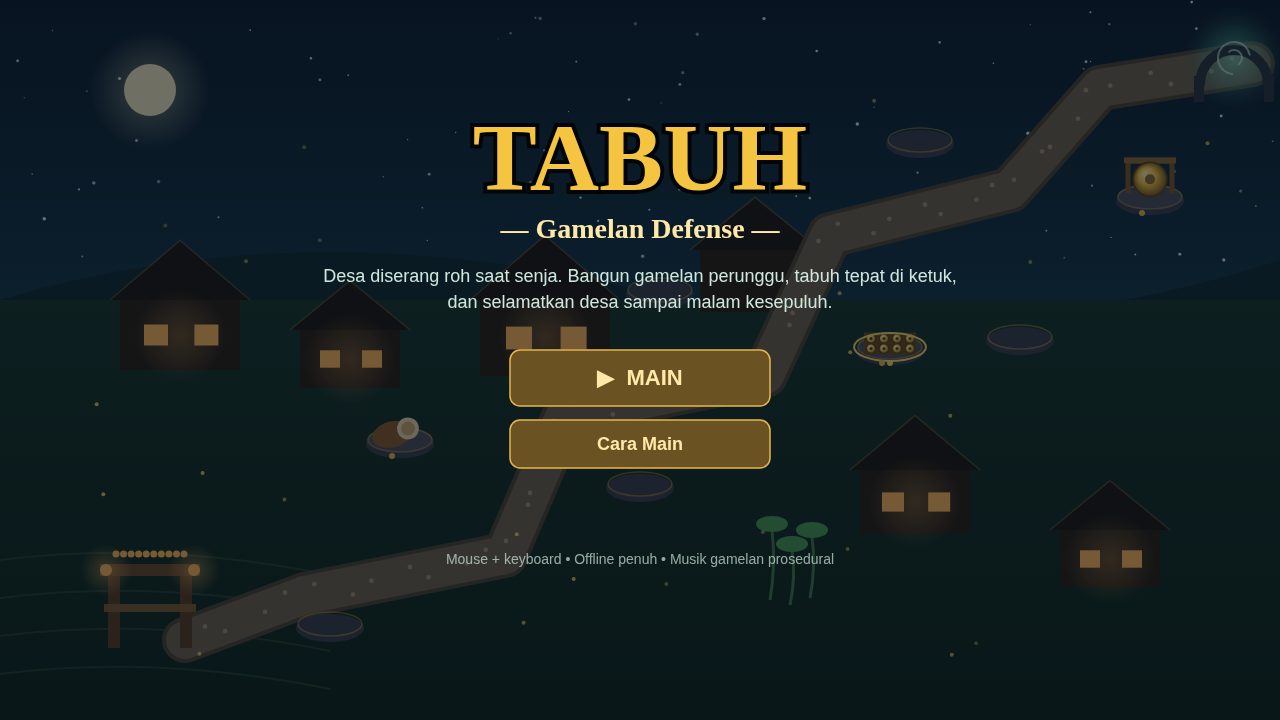 TABUH
— Gamelan Defense —
Desa diserang roh saat senja. Bangun gamelan perunggu, tabuh tepat di ketuk,
dan selamatkan desa sampai malam kesepuluh.
▶ MAIN
Cara Main
Mouse + keyboard • Offline penuh • Musik gamelan prosedural